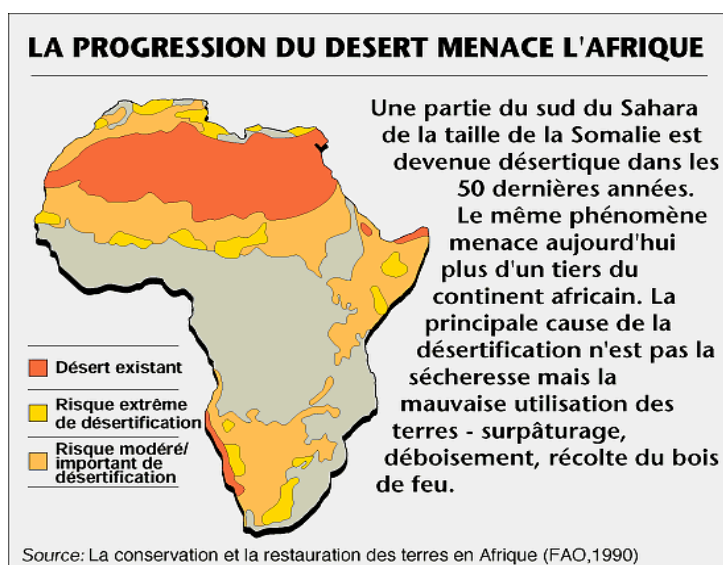 LA PROGRESSION DU DESERT MENACE L'AFRIQUE
Une partie du sud du Sahara
de la taille de la Somalie est
devenue désertique dans les
50 dernières années.
Le même phénomène
menace aujourd'hui
plus d'un tiers du
continent africain. La
principale cause de la
désertification n'est pas la
sécheresse mais la
mauvaise utilisation des
terres - surpâturage,
déboisement, récolte du bois
de feu.
Désert existant
Risque extrême
de désertification
Risque modéré/
important de
désertification
Source: La conservation et la restauration des terres en Afrique (FAO,1990)